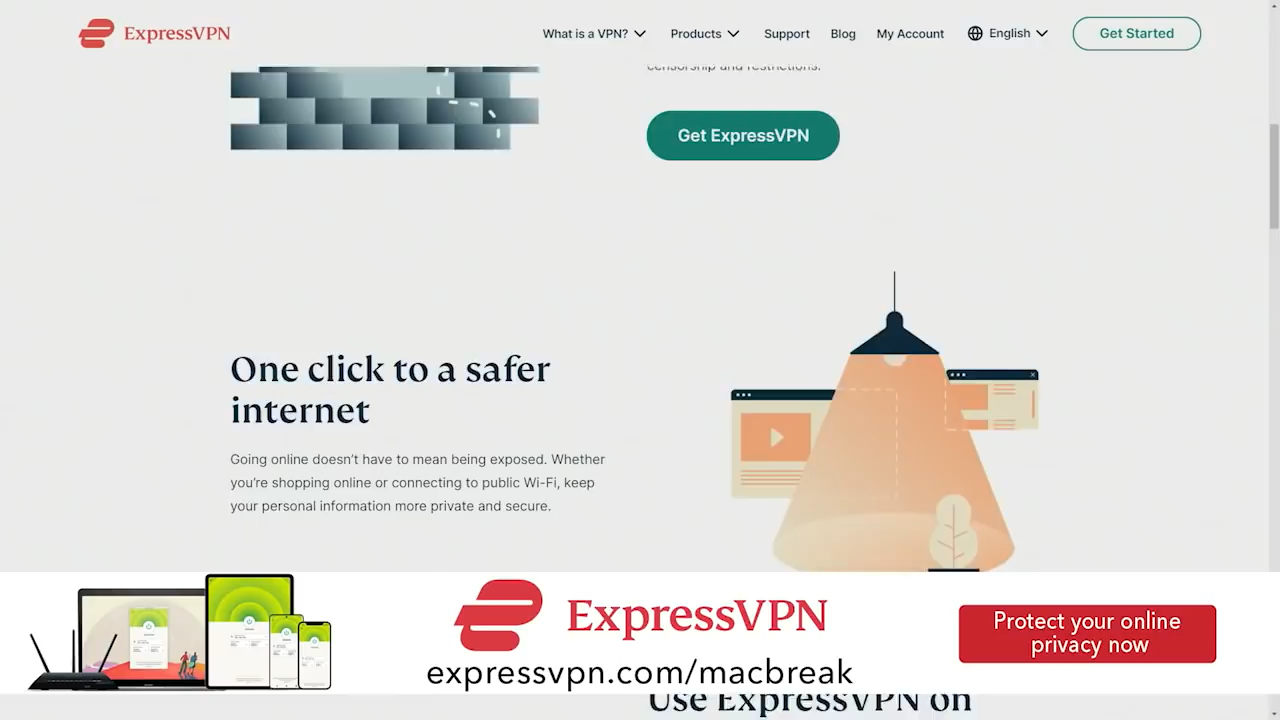 ExpressVPN
What is a VPN? Products Support Blog My Account English Get Started
censorship and restrictions.
Get ExpressVPN
One click to a safer
internet
Going online doesn’t have to mean being exposed. Whether
you’re shopping online or connecting to public Wi-Fi, keep
your personal information more private and secure.
ExpressVPN
expressvpn.com/macbreak
Protect your online
privacy now
Use ExpressVPN on